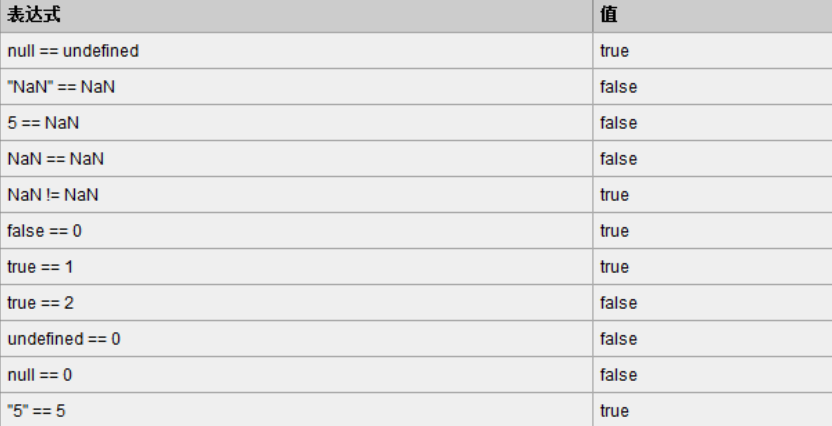 表达式 值
null == undefined true
"NaN" == NaN false
5 == NaN false
NaN == NaN false
NaN != NaN true
false == 0 true
true == 1 true
true == 2 false
undefined == 0 false
null == 0 false
"5" == 5 true